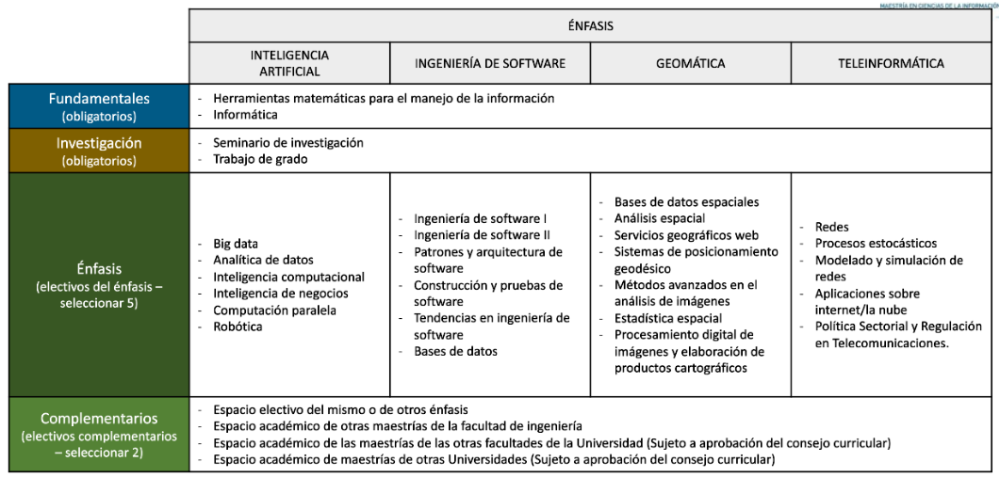 MAESTRÍA EN CIENCIAS DE LA INFORMACIÓN
ÉNFASIS
INTELIGENCIA
ARTIFICIAL
INGENIERÍA DE SOFTWARE
GEOMÁTICA
TELEINFORMÁTICA
Fundamentales
(obligatorios)
- Herramientas matemáticas para el manejo de la información
- Informática
Investigación
(obligatorios)
- Seminario de investigación
- Trabajo de grado
Énfasis
(electivos del énfasis –
seleccionar 5)
- Big data
- Analítica de datos
- Inteligencia computacional
- Inteligencia de negocios
- Computación paralela
- Robótica
- Ingeniería de software I
- Ingeniería de software II
- Patrones y arquitectura de
software
- Construcción y pruebas de
software
- Tendencias en ingeniería de
software
- Bases de datos
- Bases de datos espaciales
- Análisis espacial
- Servicios geográficos web
- Sistemas de posicionamiento
geodésico
- Métodos avanzados en el
análisis de imágenes
- Estadística espacial
- Procesamiento digital de
imágenes y elaboración de
productos cartográficos
- Redes
- Procesos estocásticos
- Modelado y simulación de
redes
- Aplicaciones sobre
internet/la nube
- Política Sectorial y Regulación
en Telecomunicaciones.
Complementarios
(electivos complementarios
– seleccionar 2)
- Espacio electivo del mismo o de otros énfasis
- Espacio académico de otras maestrías de la facultad de ingeniería
- Espacio académico de las maestrías de las otras facultades de la Universidad (Sujeto a aprobación del consejo curricular)
- Espacio académico de maestrías de otras Universidades (Sujeto a aprobación del consejo curricular)